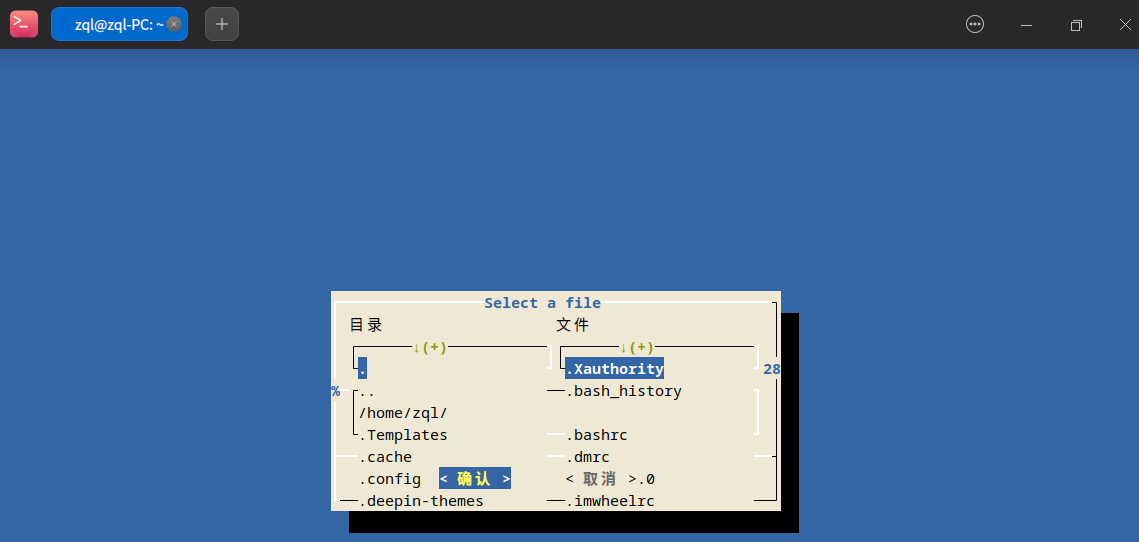 zql@zql-PC: ~
Select a file
目录 文件
↓(+) ↓(+)
. .Xauthority 28
% .. .bash_history
/home/zql/
.Templates .bashrc
.cache .dmrc
.config < 确认 > < 取消 >.0
.deepin-themes .imwheelrc